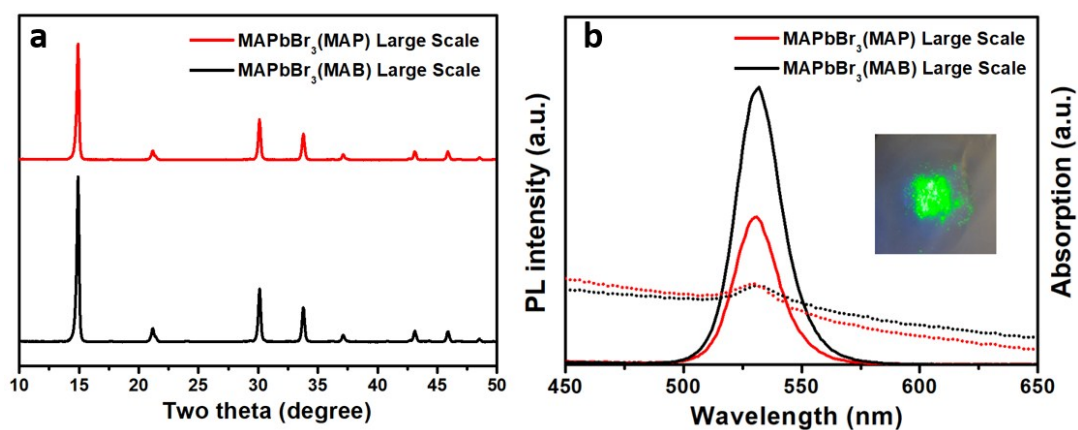 a
MAPbBr₃(MAP) Large Scale
MAPbBr₃(MAB) Large Scale
10 15 20 25 30 35 40 45 50
Two theta (degree)
b
MAPbBr₃(MAP) Large Scale
MAPbBr₃(MAB) Large Scale
PL intensity (a.u.)
Absorption (a.u.)
450 500 550 600 650
Wavelength (nm)